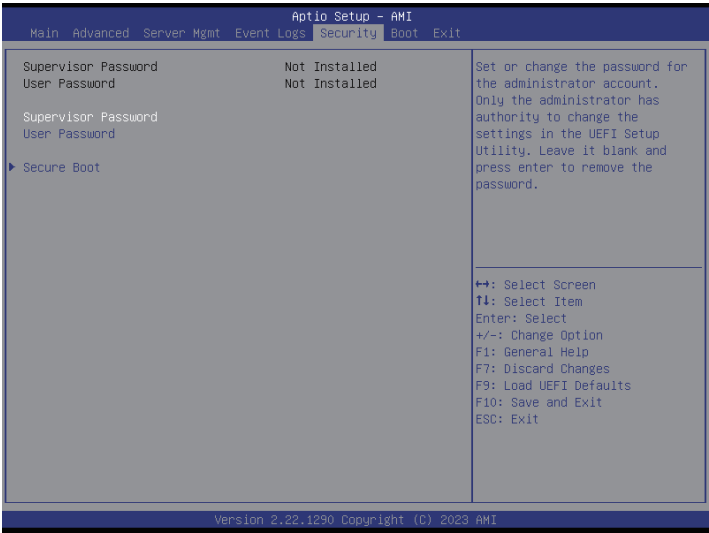 Aptio Setup – AMI
Main Advanced Server Mgmt Event Logs Security Boot Exit
Supervisor Password Not Installed
User Password Not Installed
Supervisor Password
User Password
Secure Boot
Set or change the password for
the administrator account.
Only the administrator has
authority to change the
settings in the UEFI Setup
Utility. Leave it blank and
press enter to remove the
password.
↔: Select Screen
↑↓: Select Item
Enter: Select
+/-: Change Option
F1: General Help
F7: Discard Changes
F9: Load UEFI Defaults
F10: Save and Exit
ESC: Exit
Version 2.22.1290 Copyright (C) 2023 AMI